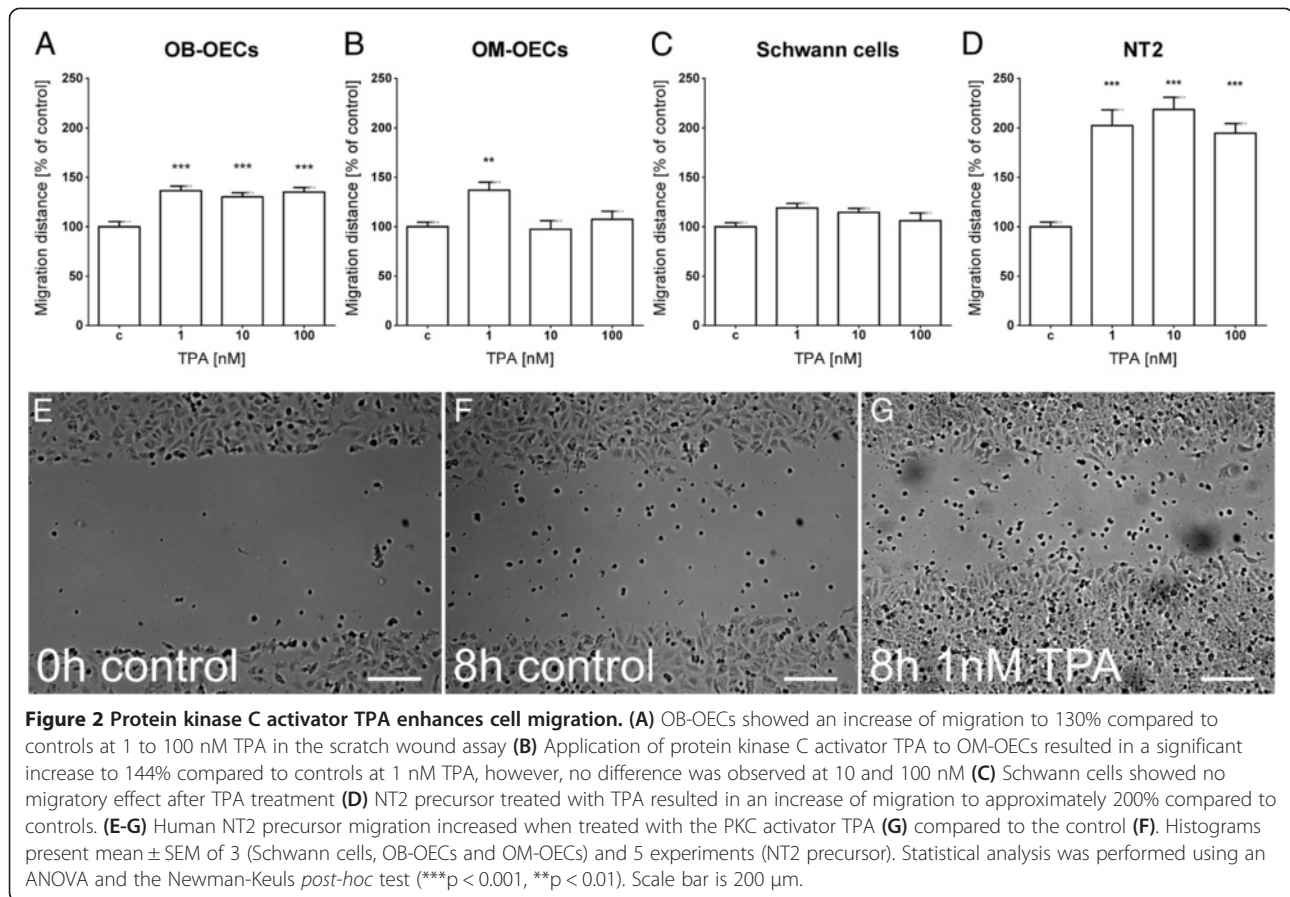 A
OB-OECs
B
OM-OECs
C
Schwann cells
D
NT2
Migration distance [% of control]
250
200
150
100
50
0
***
***
***
c
1
10
100
TPA [nM]
Migration distance [% of control]
250
200
150
100
50
0
**
c
1
10
100
TPA [nM]
Migration distance [% of control]
250
200
150
100
50
0
c
1
10
100
TPA [nM]
Migration distance [% of control]
250
200
150
100
50
0
***
***
***
c
1
10
100
TPA [nM]
E
0h control
F
8h control
G
8h 1nM TPA
Figure 2 Protein kinase C activator TPA enhances cell migration. (A) OB-OECs showed an increase of migration to 130% compared to
controls at 1 to 100 nM TPA in the scratch wound assay (B) Application of protein kinase C activator TPA to OM-OECs resulted in a significant
increase to 144% compared to controls at 1 nM TPA, however, no difference was observed at 10 and 100 nM (C) Schwann cells showed no
migratory effect after TPA treatment (D) NT2 precursor treated with TPA resulted in an increase of migration to approximately 200% compared to
controls. (E-G) Human NT2 precursor migration increased when treated with the PKC activator TPA (G) compared to the control (F). Histograms
present mean ± SEM of 3 (Schwann cells, OB-OECs and OM-OECs) and 5 experiments (NT2 precursor). Statistical analysis was performed using an
ANOVA and the Newman-Keuls post-hoc test (***p < 0.001, **p < 0.01). Scale bar is 200 μm.